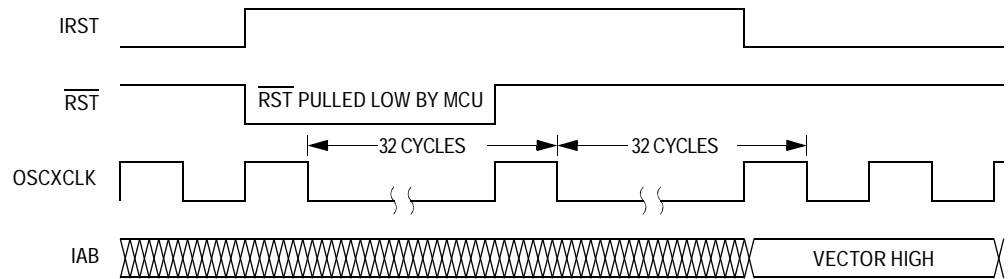 IRST
RST
RST PULLED LOW BY MCU
32 CYCLES
32 CYCLES
OSCXCLK
IAB
VECTOR HIGH